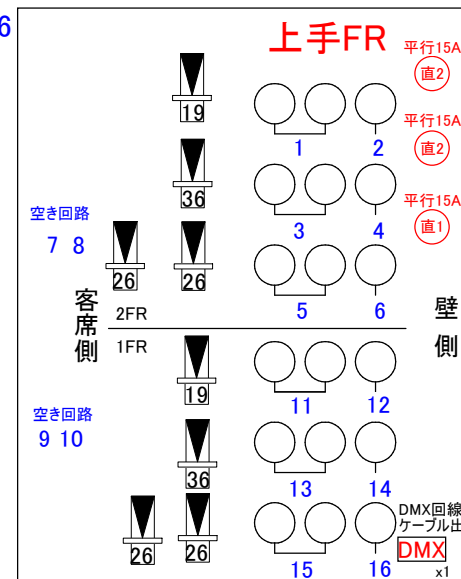 6
上手FR
平行15A
直2
19
1
2
平行15A
直2
36
3
4
平行15A
直1
空き回路
7 8
26
26
5
6
客席側
2FR
壁側
1FR
19
11
12
空き回路
9 10
36
13
14
DMX回線
ケーブル出
DMX
x1
26
26
15
16